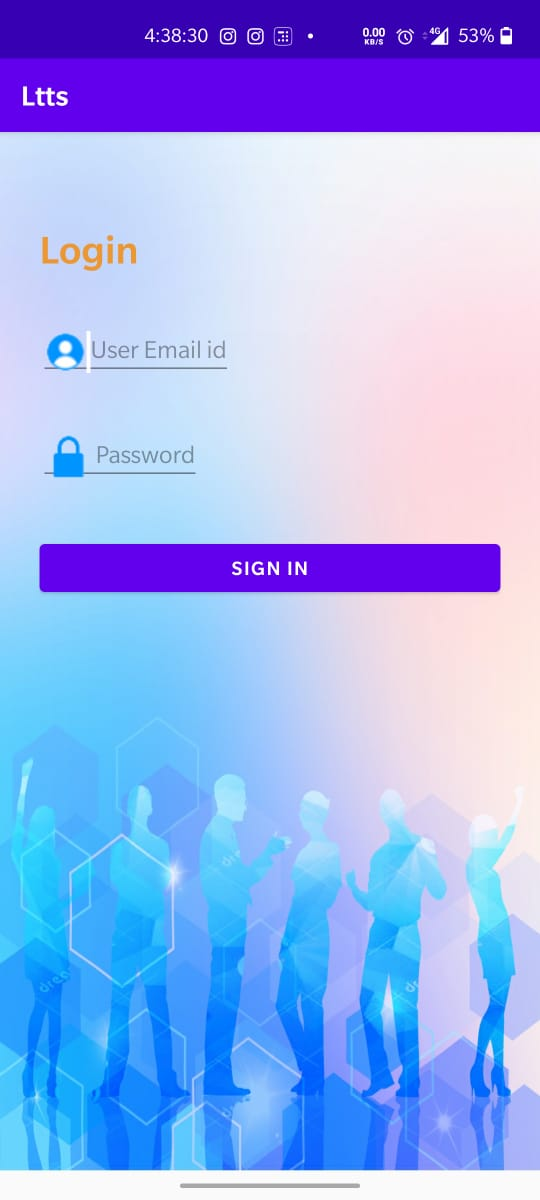 4:38:30 0.00 KB/S 4G 53%
Ltts
Login
User Email id
Password
SIGN IN